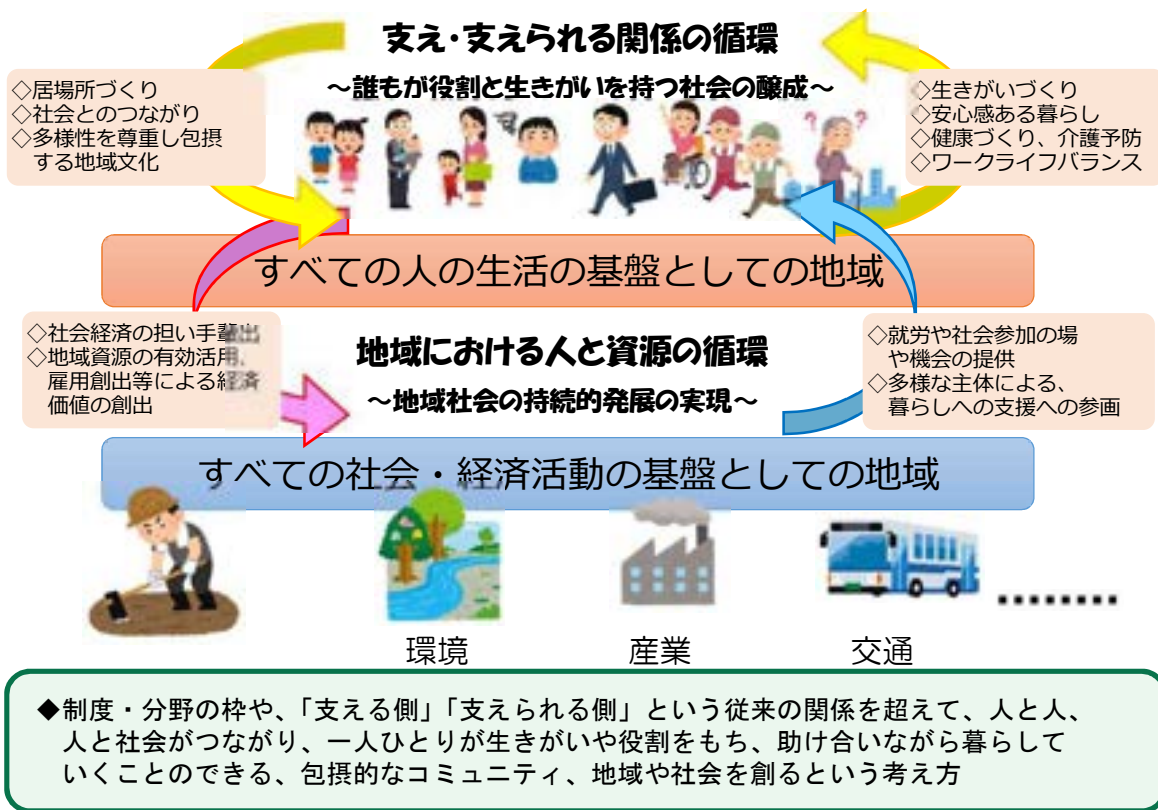 支え・支えられる関係の循環
~誰もが役割と生きがいを持つ社会の醸成~
◇居場所づくり
◇社会とのつながり
◇多様性を尊重し包摂
する地域文化
◇生きがいづくり
◇安心感ある暮らし
◇健康づくり、介護予防
◇ワークライフバランス
? ?
すべての人の生活の基盤としての地域
地域における人と資源の循環
~地域社会の持続的発展の実現~
◇社会経済の担い手輩出
◇地域資源の有効活用、
雇用創出等による経済
価値の創出
◇就労や社会参加の場
や機会の提供
◇多様な主体による、
暮らしへの支援への参画
すべての社会・経済活動の基盤としての地域
環境
産業
交通
………
◆制度・分野の枠や、「支える側」「支えられる側」という従来の関係を超えて、人と人、
人と社会がつながり、一人ひとりが生きがいや役割をもち、助け合いながら暮らして
いくことのできる、包摂的なコミュニティ、地域や社会を創るという考え方